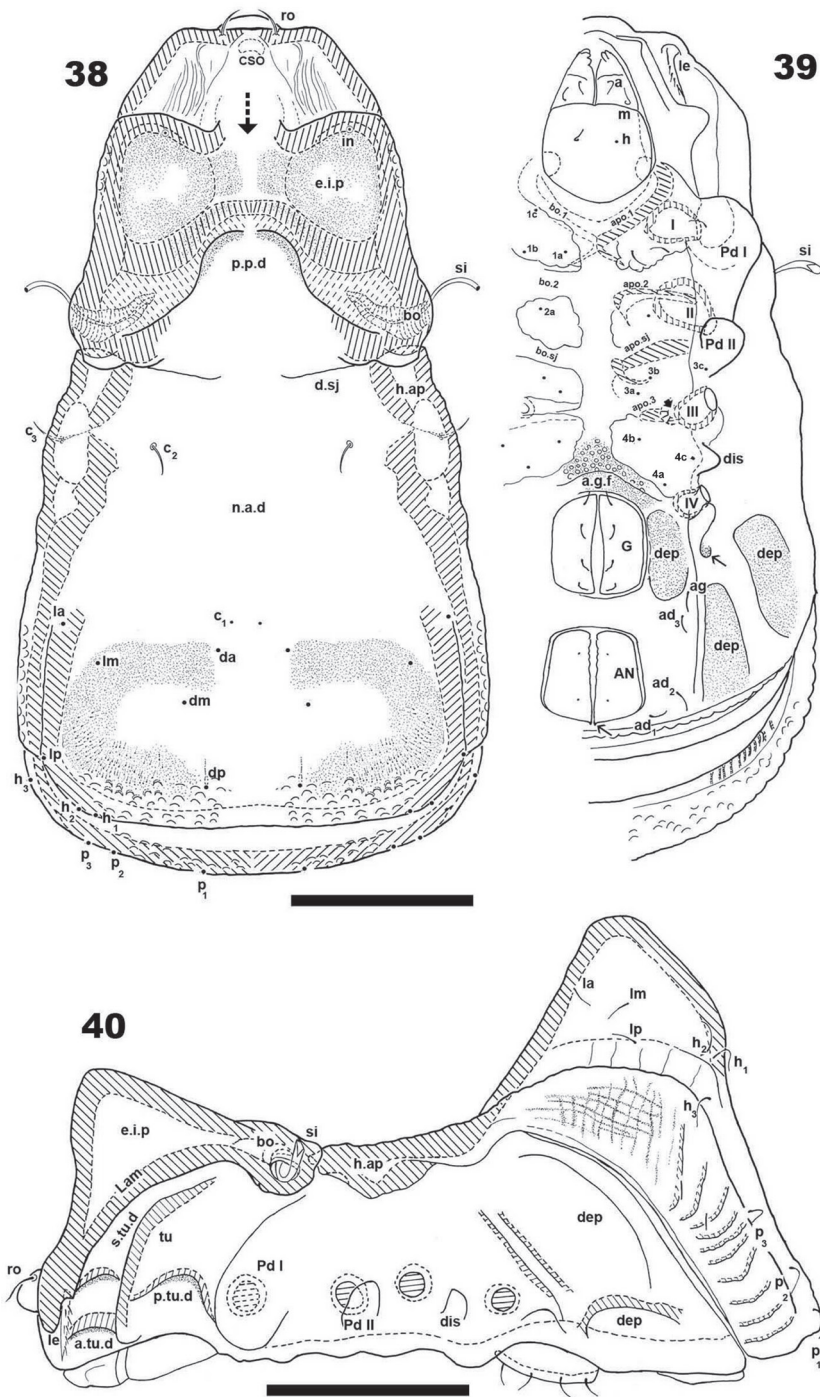 38
ro
cso
in
e.i.p
p.p.d
si
bo
d.sj
h.ap
c3
c2
n.a.d
la
c1
lm
da
dm
lp
dp
h3
h2
h1
p3
p2
p1
39
le
a
m
h
1c
bo.1
apo.1
I
Pd I
si
1b
1a
bo.2
apo.2
II
2a
Pd II
bo.sj
apo.sj
3b
3c
3a
apo.3
III
4b
4c
dis
4a
a.g.f
IV
G
dep
dep
ag
ad3
dep
AN
ad2
ad1
40
la
lm
lp
h2
h1
h3
e.i.p
bo
si
h.ap
Lam
s.tu.d
tu
dep
ro
Pd I
p.tu.d
Pd II
dis
dep
le
a.tu.d
p3
p2
p1